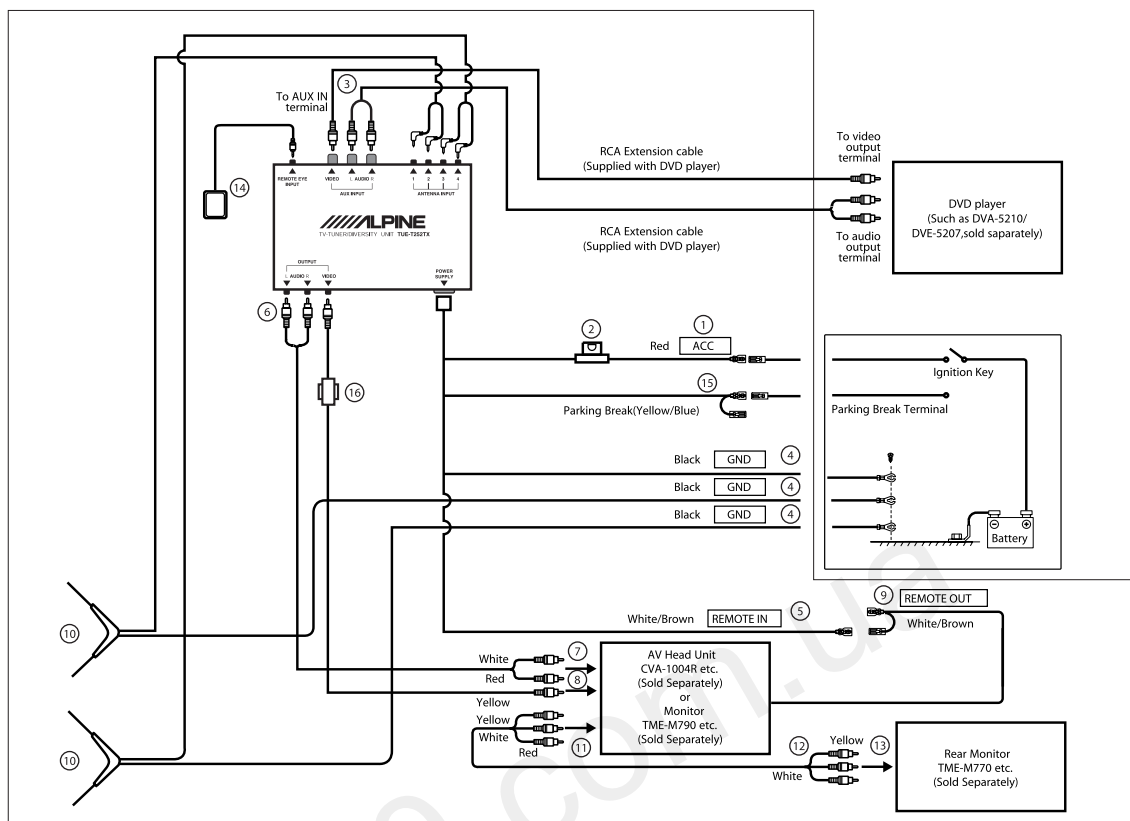 To AUX IN
terminal
3
14
REMOTE EYE
INPUT
VIDEO
L AUDIO R
AUX INPUT
1 2 3 4
ANTENNA INPUT
ALPINE
TV-TUNER/DIVERSITY UNIT TUE-T252TX
OUTPUT
L AUDIO R
VIDEO
POWER
SUPPLY
RCA Extension cable
(Supplied with DVD player)
RCA Extension cable
(Supplied with DVD player)
To video
output
terminal
To audio
output
terminal
DVD player
(Such as DVA-5210/
DVE-5207,sold saparately)
6
16
2
1
Red
ACC
15
Parking Break(Yellow/Blue)
Ignition Key
Parking Break Terminal
Black GND 4
Black GND 4
Black GND 4
Battery
10
10
White/Brown REMOTE IN 5
9 REMOTE OUT
White/Brown
White
7
Red
8
Yellow
Yellow
White
Red
11
AV Head Unit
CVA-1004R etc.
(Sold Separately)
or
Monitor
TME-M790 etc.
(Sold Separately)
12
Yellow
13
White
Rear Monitor
TME-M770 etc.
(Sold Separately)
com.ua